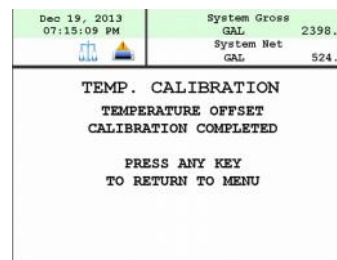 Dec 19, 2013
07:15:09 PM
System Gross
GAL 2398.
System Net
GAL 524.
TEMP. CALIBRATION
TEMPERATURE OFFSET
CALIBRATION COMPLETED
PRESS ANY KEY
TO RETURN TO MENU